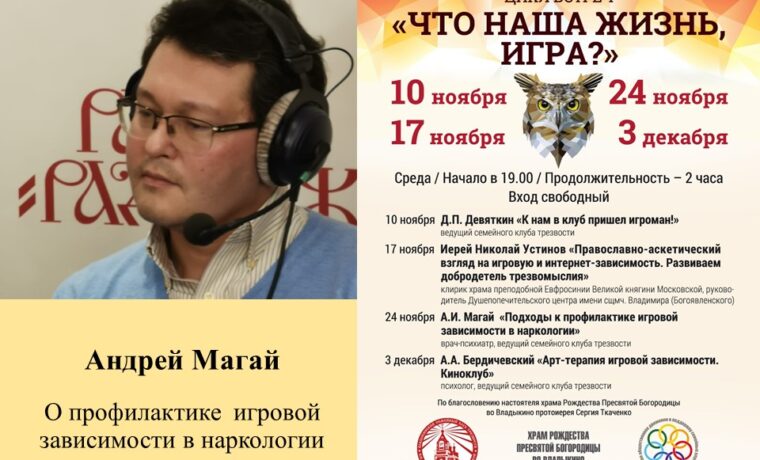 Андрей Магай
О профилактике игровой
зависимости в наркологии
«ЧТО НАША ЖИЗНЬ,
ИГРА?»
10 ноября 24 ноября
17 ноября 3 декабря
Среда / Начало в 19.00 / Продолжительность – 2 часа
Вход свободный
10 ноября Д.П. Девяткин «К нам в клуб пришел игроман!»
ведущий семейного клуба трезвости
17 ноября Иерей Николай Устинов «Православно-аскетический
взгляд на игровую и интернет-зависимость. Развиваем
добродетель трезвомыслия»
клирик храма преподобной Евфросинии Великой княгини Московской, руково-
дитель Душепопечительского центра имени сщмч. Владимира (Богоявленского)
24 ноября А.И. Магай «Подходы к профилактике игровой
зависимости в наркологии»
врач-психиатр, ведущий семейного клуба трезвости
3 декабря А.А. Бердичевский «Арт-терапия игровой зависимости.
Киноклуб»
психолог, ведущий семейного клуба трезвости
По благословению настоятеля храма Рождества Пресвятой Богородицы
во Владыкино протоиерея Сергия Ткаченко
ХРАМ РОЖДЕСТВА
ПРЕСВЯТОЙ БОГОРОДИЦЫ
ВО ВЛАДЫКИНО